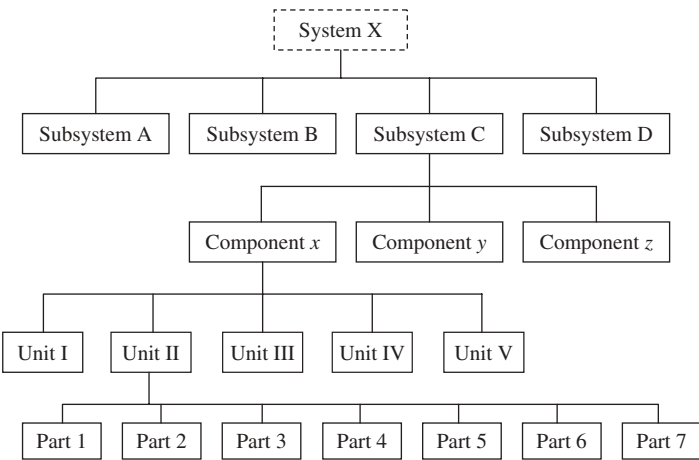 System X
Subsystem A Subsystem B Subsystem C Subsystem D
Component x Component y Component z
Unit I Unit II Unit III Unit IV Unit V
Part 1 Part 2 Part 3 Part 4 Part 5 Part 6 Part 7